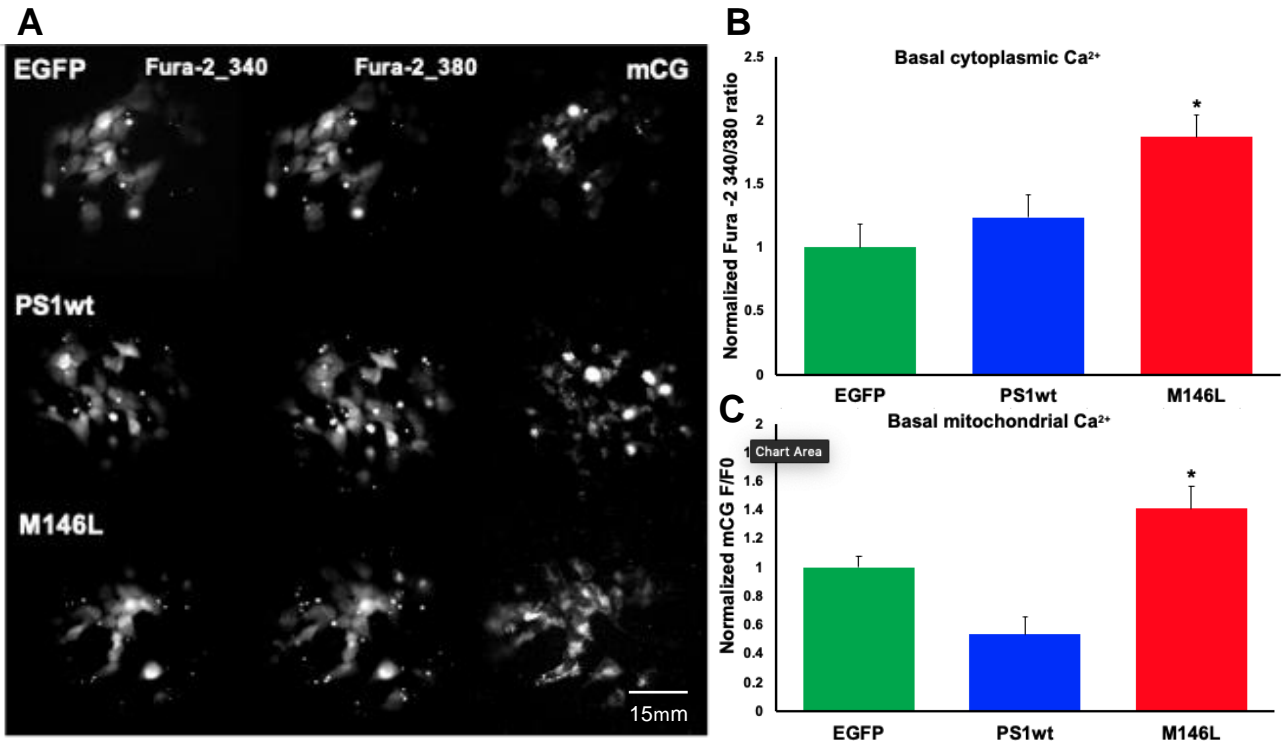 A
EGFP
Fura-2_340
Fura-2_380
mCG
PS1wt
M146L
15mm
B
Basal cytoplasmic Ca²⁺
Normalized Fura -2 340/380 ratio
2.5
2
1.5
1
0.5
0
*
EGFP
PS1wt
M146L
C
Basal mitochondrial Ca²⁺
Normalized mCG F/F0
2
Chart Area
1.6
1.4
1.2
1
0.8
0.6
0.4
0.2
0
*
EGFP
PS1wt
M146L